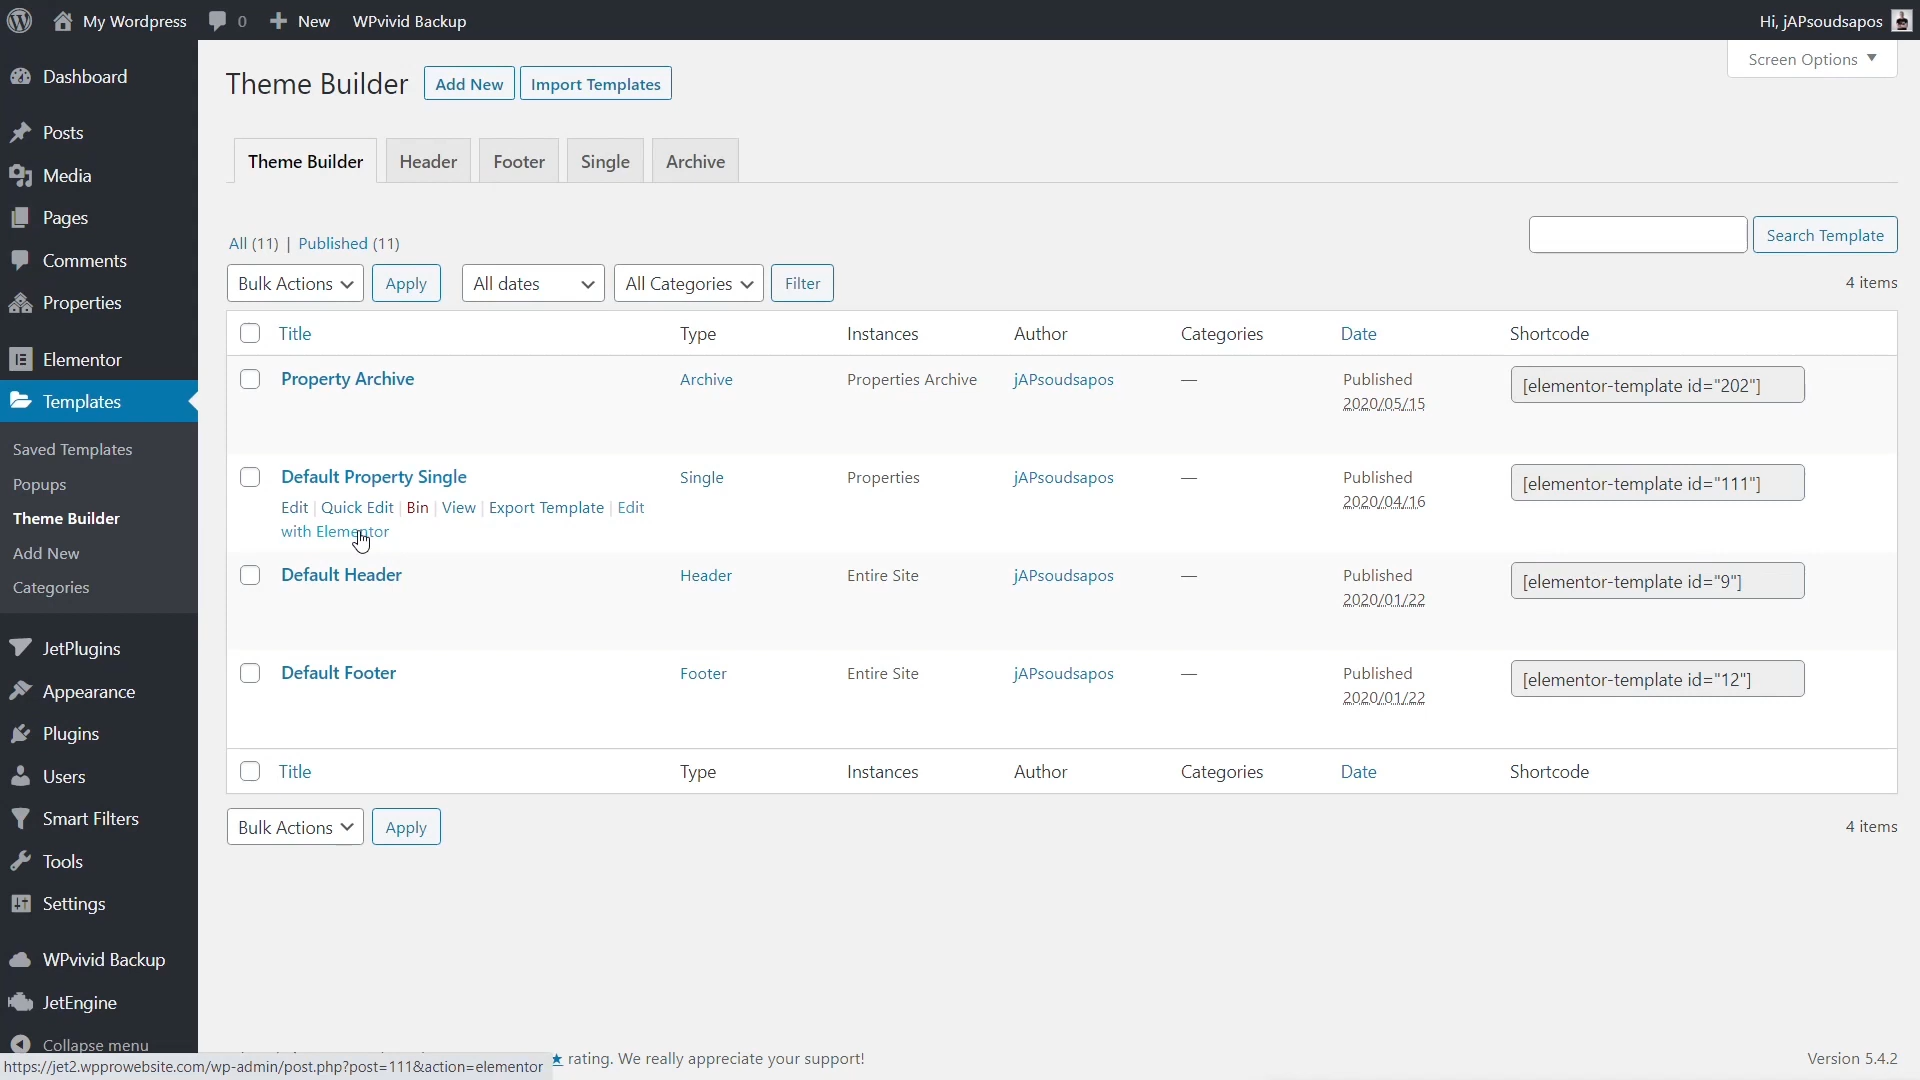 My Wordpress 0 New WPvivid Backup Hi, jAPsoudsapos
Screen Options
Dashboard
Posts
Media
Pages
Comments
Properties
Elementor
Templates
Saved Templates
Popups
Theme Builder
Add New
Categories
JetPlugins
Appearance
Plugins
Users
Smart Filters
Tools
Settings
WPvivid Backup
JetEngine
Collapse menu
Theme Builder Add New Import Templates
Theme Builder Header Footer Single Archive
All (11) | Published (11) Search Template
Bulk Actions Apply All dates All Categories Filter 4 items
Title Type Instances Author Categories Date Shortcode
Property Archive Archive Properties Archive jAPsoudsapos — Published [elementor-template id="202"]
2020/05/15
Default Property Single Single Properties jAPsoudsapos — Published [elementor-template id="111"]
Edit | Quick Edit | Bin | View | Export Template | Edit 2020/04/16
with Elementor
Default Header Header Entire Site jAPsoudsapos — Published [elementor-template id="9"]
2020/01/22
Default Footer Footer Entire Site jAPsoudsapos — Published [elementor-template id="12"]
2020/01/22
Title Type Instances Author Categories Date Shortcode
Bulk Actions Apply 4 items
rating. We really appreciate your support! Version 5.4.2
https://jet2.wpprowebsite.com/wp-admin/post.php?post=111&action=elementor